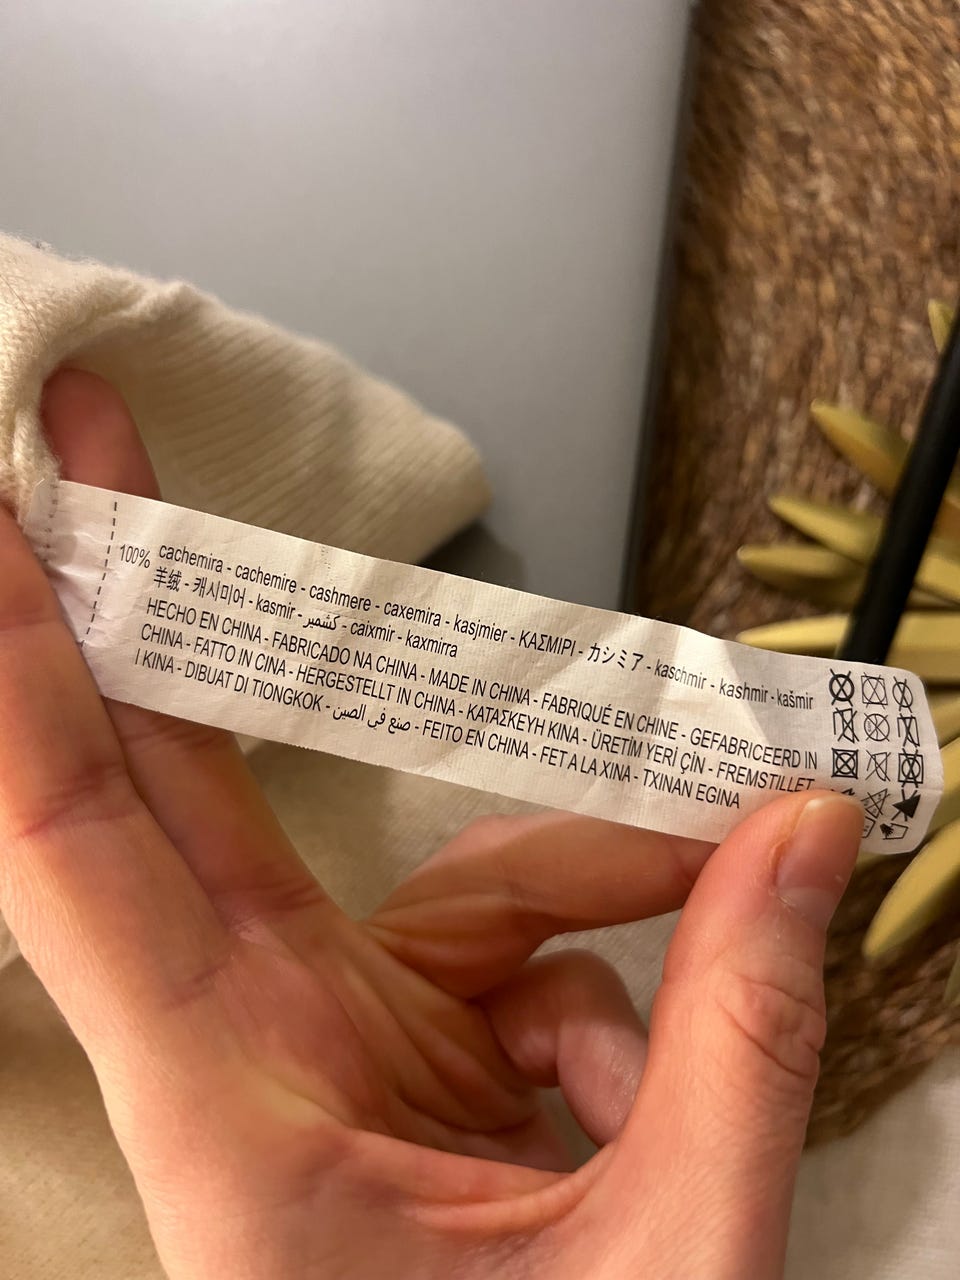 100% cachemira - cachemire - cashmere - caxemira - kasjmier - ΚΑΣΜΙΡΙ - カシミア - kaschmir - kashmir - kašmir
羊绒 - 캐시미어 - kasmir - كشمير - caixmir - kaxmirra
HECHO EN CHINA - FABRICADO NA CHINA - MADE IN CHINA - FABRIQUÉ EN CHINE - GEFABRICEERD IN
CHINA - FATTO IN CINA - HERGESTELLT IN CHINA - ΚΑΤΑΣΚΕΥΗ ΚΙΝΑ - ÜRETİM YERİ ÇİN - FREMSTILLET
I KINA - DIBUAT DI TIONGKOK - صنع في الصين - FEITO EN CHINA - FET A LA XINA - TXINAN EGINA